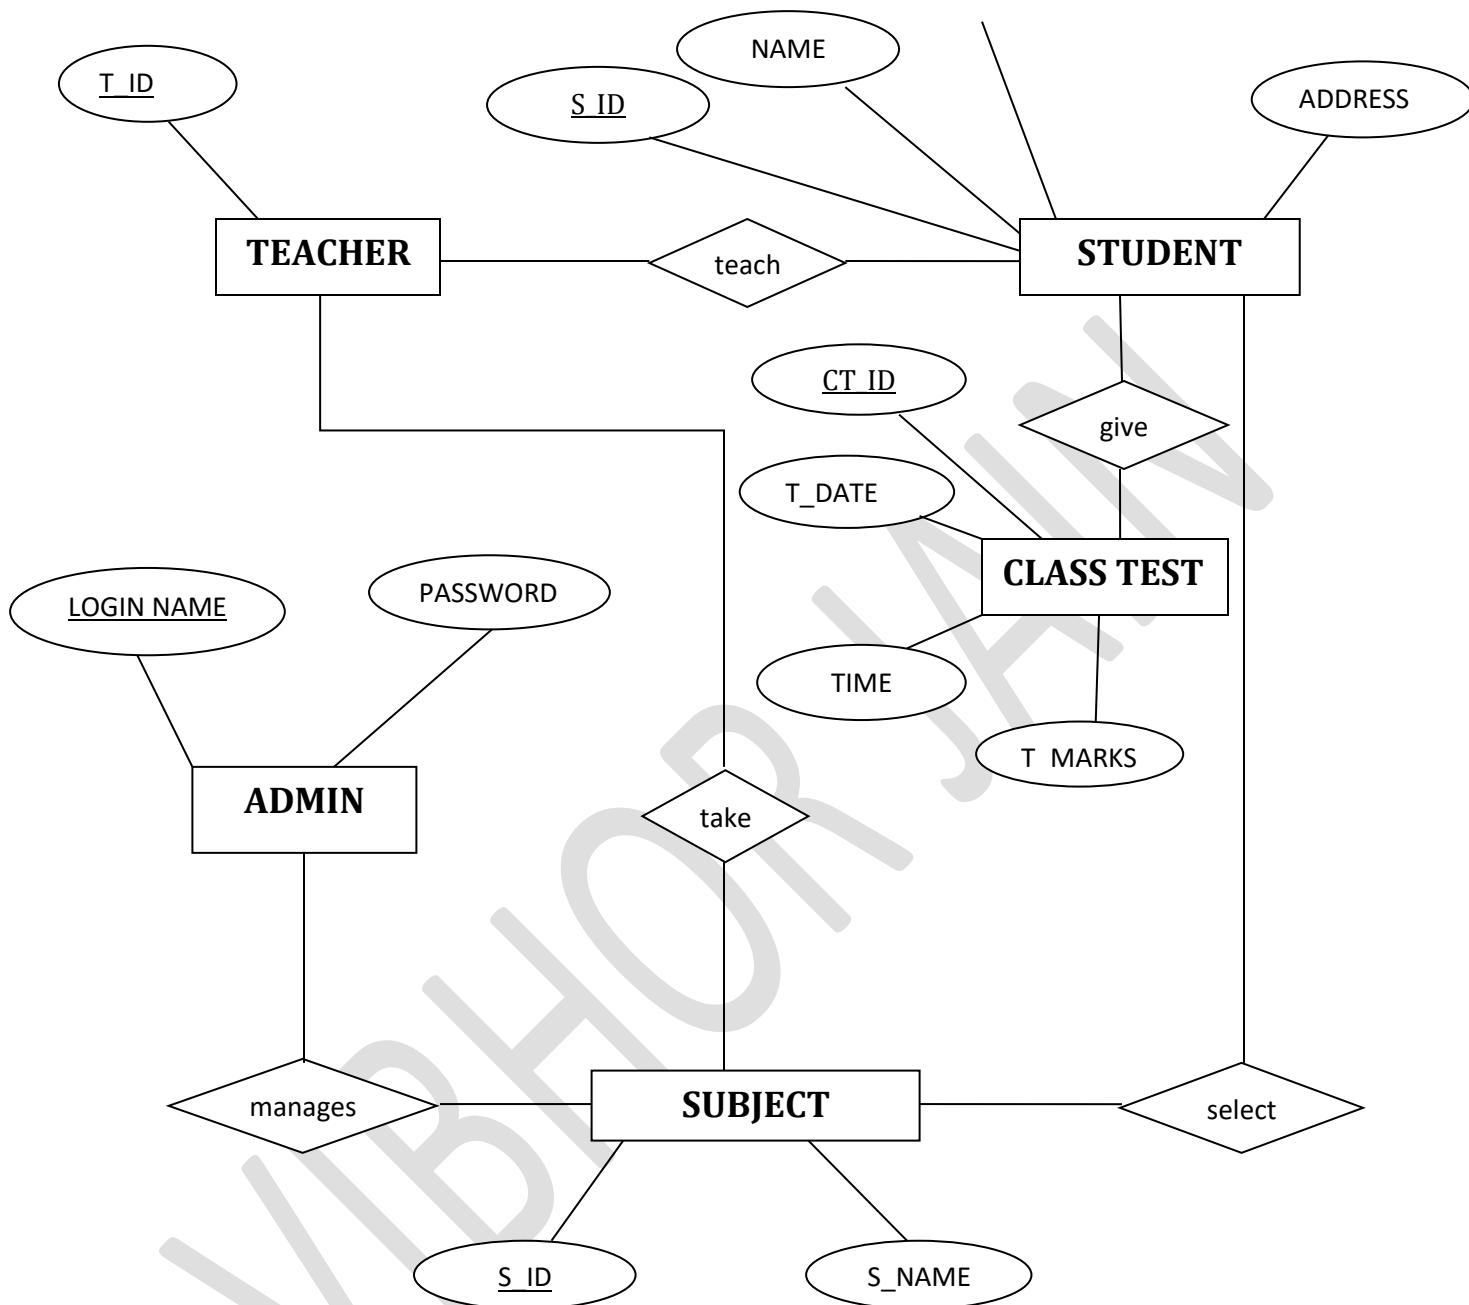 NAME
T_ID
S_ID
ADDRESS
TEACHER
teach
STUDENT
CT_ID
give
T_DATE
CLASS TEST
LOGIN NAME
PASSWORD
TIME
T_MARKS
ADMIN
take
manages
SUBJECT
select
S_ID
S_NAME
VIBHOR JAIN